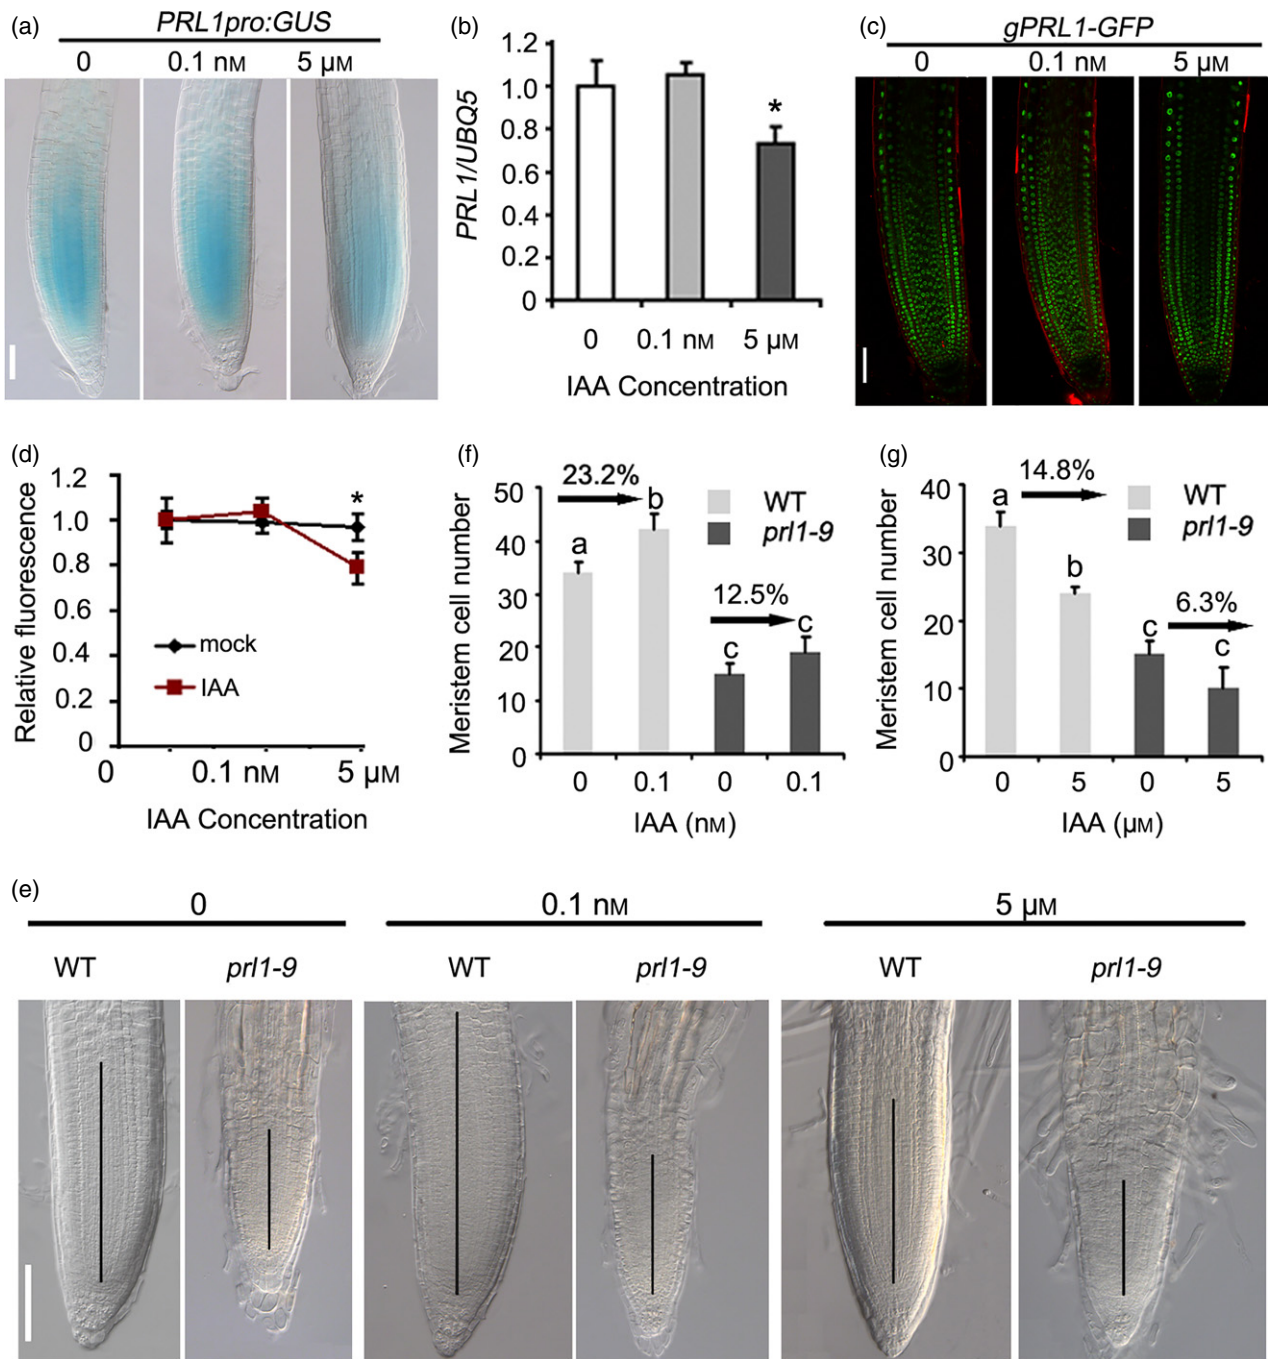 (a)
PRL1pro:GUS
0 0.1 nM 5 µM
(b)
1.2
1.0
0.8
0.6
0.4
0.2
0
PRL1/UBQ5
*
0 0.1 nM 5 µM
IAA Concentration
(c)
gPRL1-GFP
0 0.1 nM 5 µM
(d)
1.2
1.0
0.8
0.6
0.4
0.2
0
Relative fluorescence
*
mock
IAA
0 0.1 nM 5 µM
IAA Concentration
(f)
50
40
30
20
10
0
Meristem cell number
23.2%
a b
WT
prl1-9
12.5%
c c
0 0.1 0 0.1
IAA (nM)
(g)
40
30
20
10
0
Meristem cell number
14.8%
a b
WT
prl1-9
6.3%
c c
0 5 0 5
IAA (µM)
(e)
0 0.1 nM 5 µM
WT prl1-9 WT prl1-9 WT prl1-9